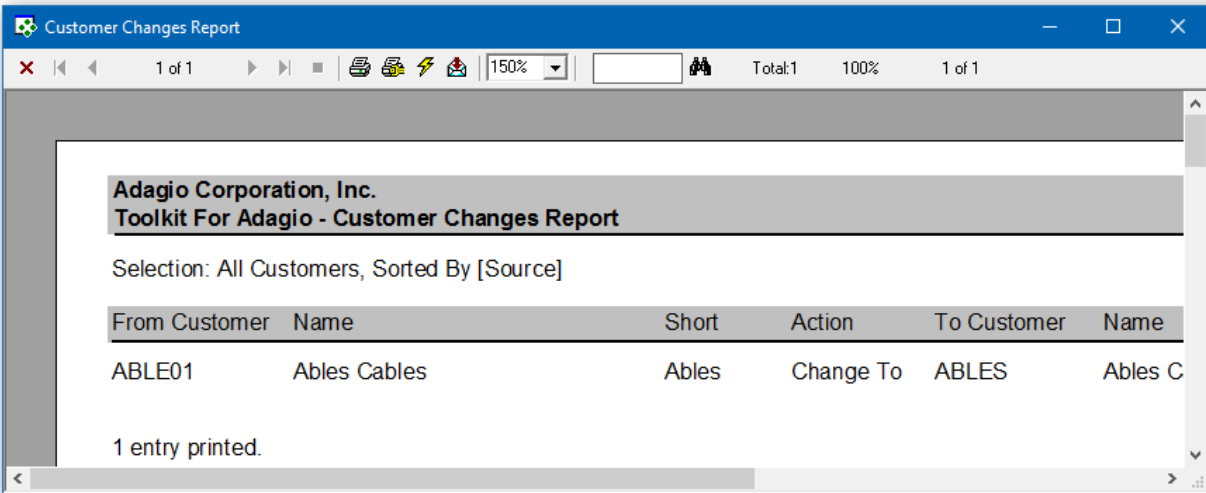 Customer Changes Report
1 of 1 150% Total:1 100% 1 of 1
Adagio Corporation, Inc.
Toolkit For Adagio - Customer Changes Report
Selection: All Customers, Sorted By [Source]
From Customer Name Short Action To Customer Name
ABLE01 Ables Cables Ables Change To ABLES Ables C
1 entry printed.